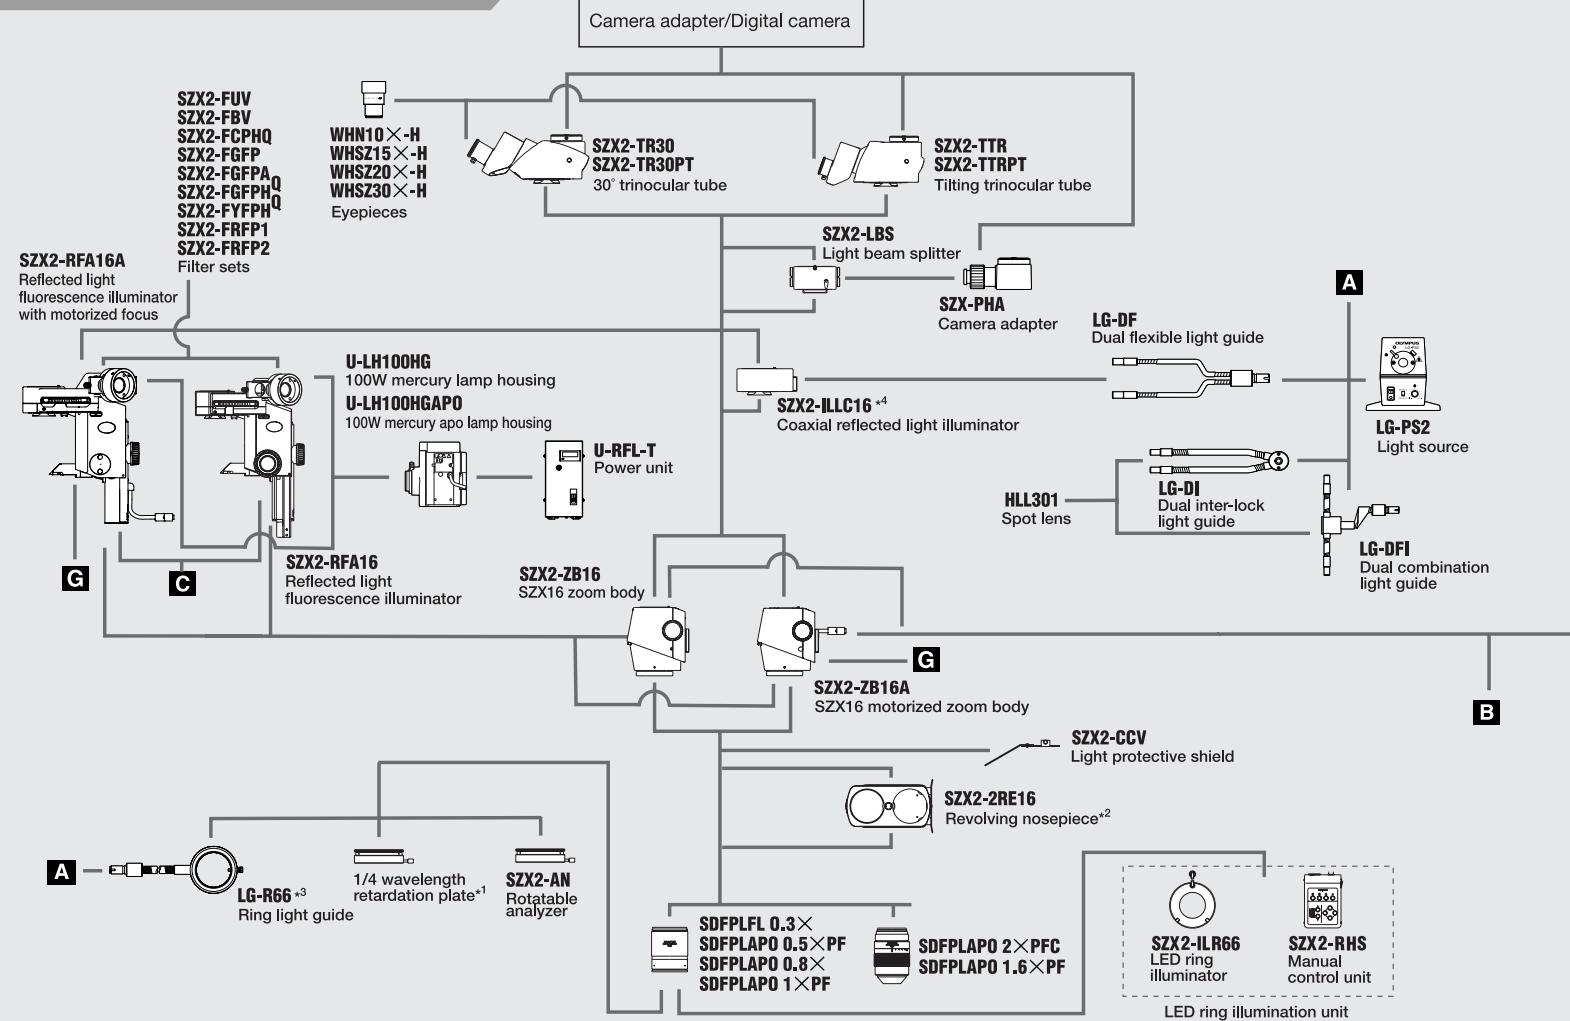 Camera adapter/Digital camera
SZX2-FUV
SZX2-FBV
SZX2-FCPHQ
SZX2-FGFP
SZX2-FGFPA
SZX2-FGFPHQ
SZX2-FYFPHQ
SZX2-FRFP1
SZX2-FRFP2
Filter sets
WHN10×-H
WHSZ15×-H
WHSZ20×-H
WHSZ30×-H
Eyepieces
SZX2-TR30
SZX2-TR30PT
30˚ trinocular tube
SZX2-TTR
SZX2-TTRPT
Tilting trinocular tube
SZX2-LBS
Light beam splitter
SZX-PHA
Camera adapter
SZX2-RFA16A
Reflected light
fluorescence illuminator
with motorized focus
U-LH100HG
100W mercury lamp housing
U-LH100HGAPO
100W mercury apo lamp housing
U-RFL-T
Power unit
SZX2-ILLC16 *4
Coaxial reflected light illuminator
LG-DF
Dual flexible light guide
A
OLYMPUS
LG-PS2
Light source
HLL301
Spot lens
LG-DI
Dual inter-lock
light guide
LG-DFI
Dual combination
light guide
G
C
SZX2-RFA16
Reflected light
fluorescence illuminator
SZX2-ZB16
SZX16 zoom body
G
SZX2-ZB16A
SZX16 motorized zoom body
B
SZX2-CCV
Light protective shield
SZX2-2RE16
Revolving nosepiece*2
A
LG-R66 *3
Ring light guide
1/4 wavelength
retardation plate*1
SZX2-AN
Rotatable
analyzer
SDFPLFL 0.3×
SDFPLAPO 0.5×PF
SDFPLAPO 0.8×
SDFPLAPO 1×PF
SDFPLAPO 2×PFC
SDFPLAPO 1.6×PF
SZX2-ILR66
LED ring
illuminator
SZX2-RHS
Manual
control unit
LED ring illumination unit